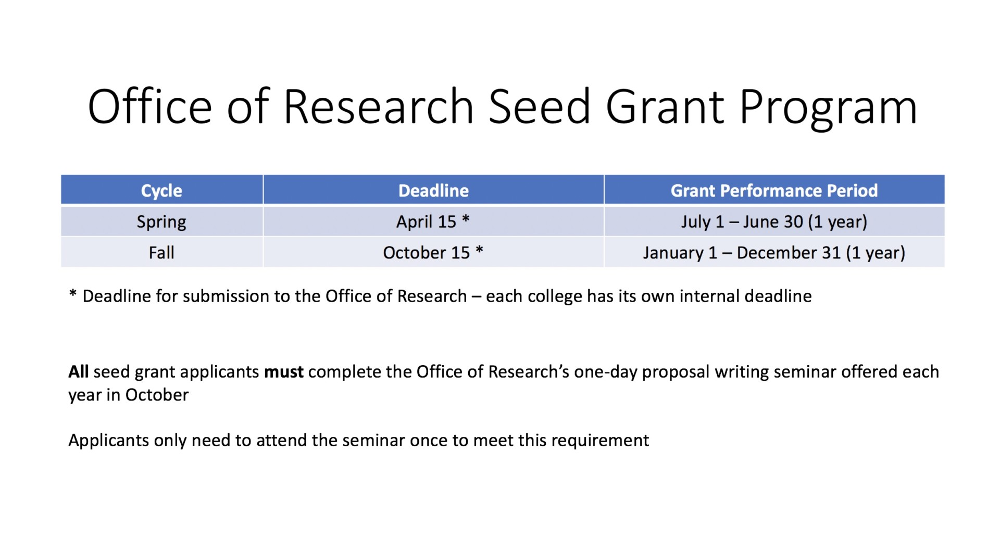 Office of Research Seed Grant Program
Cycle Deadline Grant Performance Period
Spring April 15 * July 1 – June 30 (1 year)
Fall October 15 * January 1 – December 31 (1 year)
* Deadline for submission to the Office of Research – each college has its own internal deadline
All seed grant applicants must complete the Office of Research’s one-day proposal writing seminar offered each
year in October
Applicants only need to attend the seminar once to meet this requirement